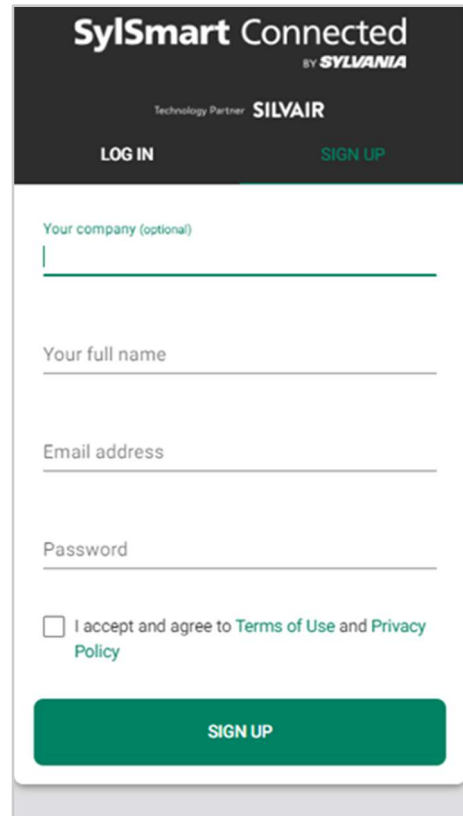 SylSmart Connected
BY SYLVANIA
Technology Partner SILVAIR
LOG IN SIGN UP
Your company (optional)
Your full name
Email address
Password
I accept and agree to Terms of Use and Privacy
Policy
SIGN UP